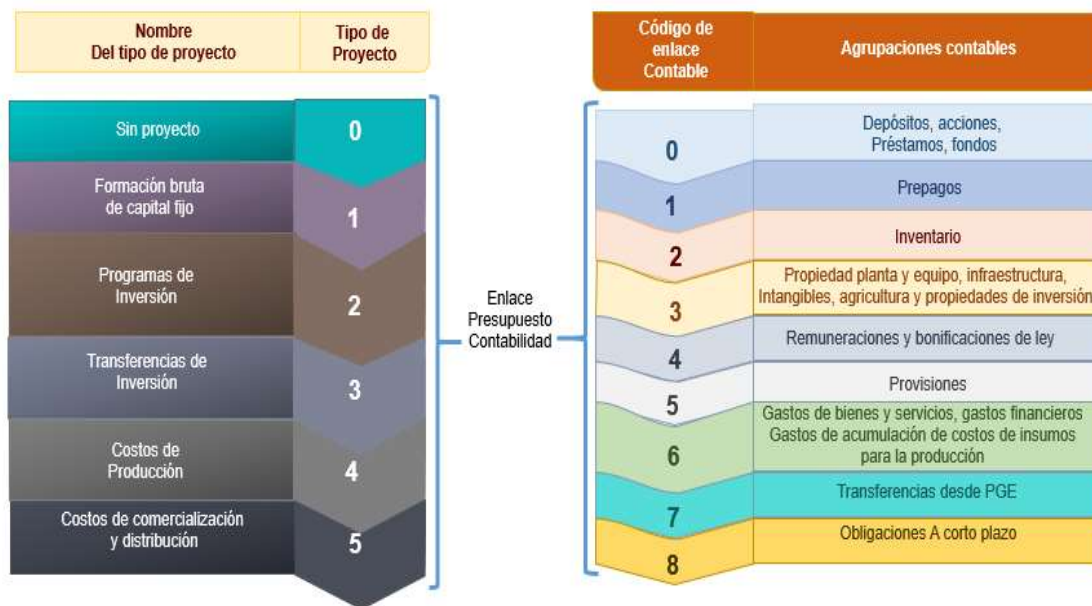 Nombre
Del tipo de proyecto
Tipo de
Proyecto
Sin proyecto
0
Formación bruta
de capital fijo
1
Programas de
Inversión
2
Transferencias de
Inversión
3
Costos de
Producción
4
Costos de comercialización
y distribución
5
Enlace
Presupuesto
Contabilidad
Código de
enlace
Contable
Agrupaciones contables
0
Depósitos, acciones,
Préstamos, fondos
1
Prepagos
2
Inventario
3
Propiedad planta y equipo, infraestructura,
Intangibles, agricultura y propiedades de inversión
4
Remuneraciones y bonificaciones de ley
5
Provisiones
6
Gastos de bienes y servicios, gastos financieros
Gastos de acumulación de costos de insumos
para la producción
7
Transferencias desde PGE
8
Obligaciones A corto plazo